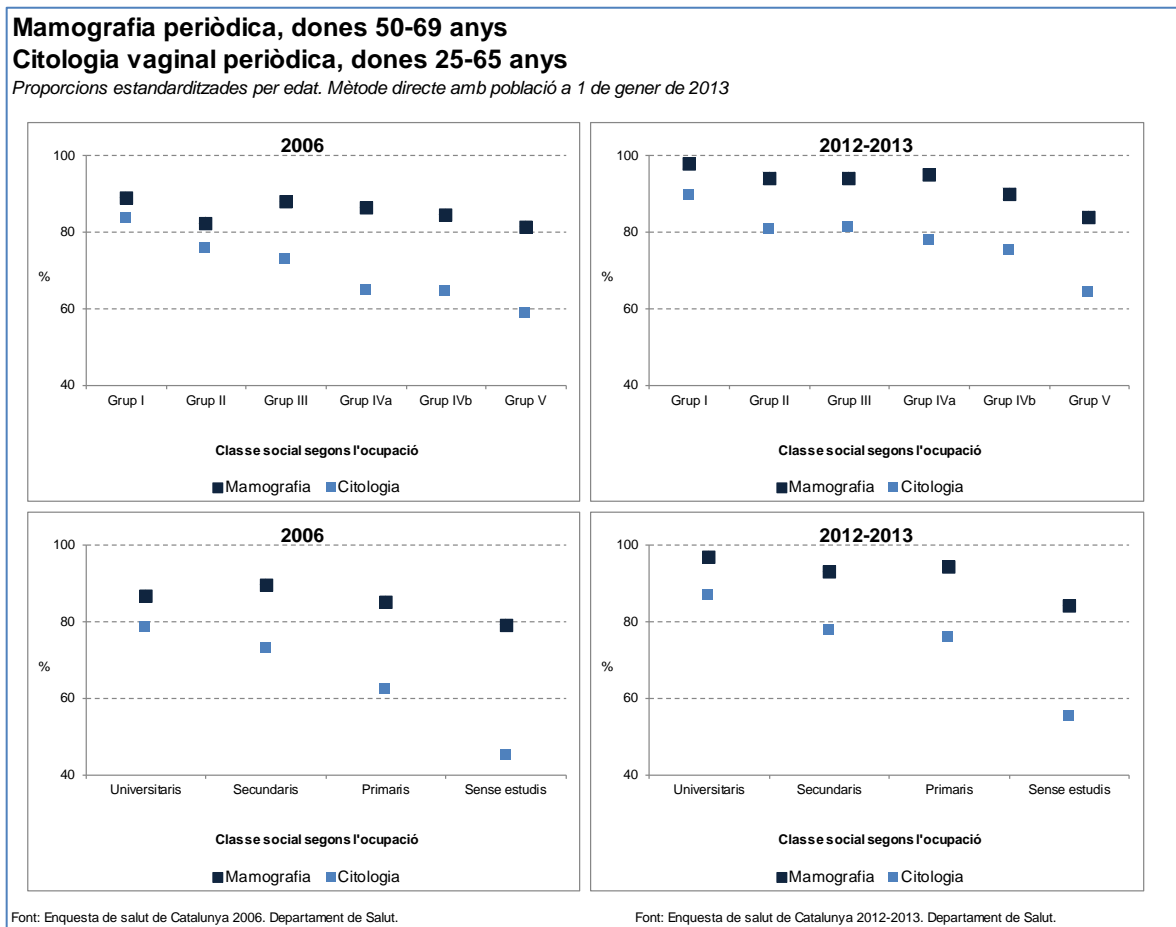 Mamografia periòdica, dones 50-69 anys
Citologia vaginal periòdica, dones 25-65 anys
Proporcions estandarditzades per edat. Mètode directe amb població a 1 de gener de 2013
2006
100
80
%
60
40
Grup I Grup II Grup III Grup IVa Grup IVb Grup V
Classe social segons l'ocupació
Mamografia Citologia
2012-2013
100
80
%
60
40
Grup I Grup II Grup III Grup IVa Grup IVb Grup V
Classe social segons l'ocupació
Mamografia Citologia
2006
100
80
%
60
40
Universitaris Secundaris Primaris Sense estudis
Classe social segons l'ocupació
Mamografia Citologia
2012-2013
100
80
%
60
40
Universitaris Secundaris Primaris Sense estudis
Classe social segons l'ocupació
Mamografia Citologia
Font: Enquesta de salut de Catalunya 2006. Departament de Salut.
Font: Enquesta de salut de Catalunya 2012-2013. Departament de Salut.